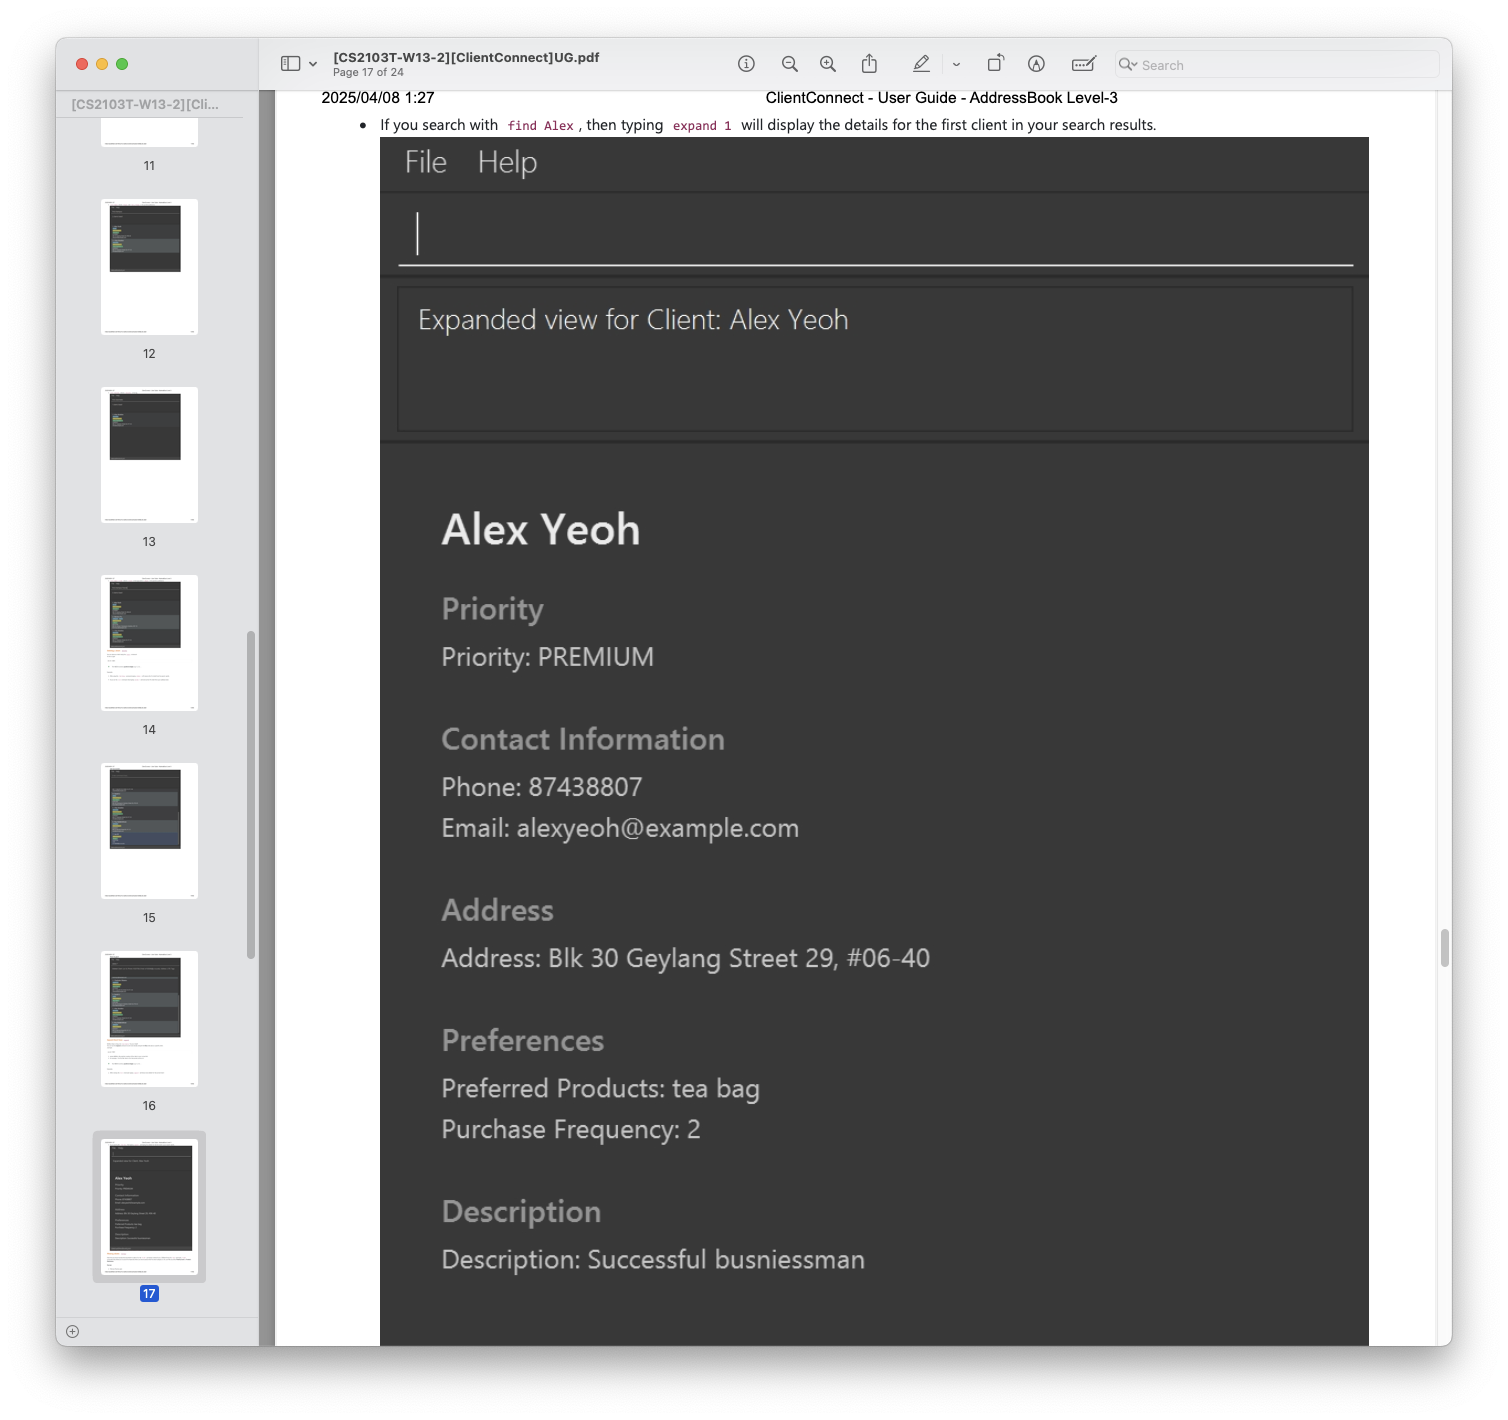 [CS2103T-W13-2][ClientConnect]UG.pdf
Page 17 of 24
Search
[CS2103T-W13-2][Cli...
11
12
13
14
15
16
17
2025/04/08 1:27
ClientConnect - User Guide - AddressBook Level-3
If you search with find Alex , then typing expand 1 will display the details for the first client in your search results.
File Help
Expanded view for Client: Alex Yeoh
Alex Yeoh
Priority
Priority: PREMIUM
Contact Information
Phone: 87438807
Email: alexyeoh@example.com
Address
Address: Blk 30 Geylang Street 29, #06-40
Preferences
Preferred Products: tea bag
Purchase Frequency: 2
Description
Description: Successful busniessman